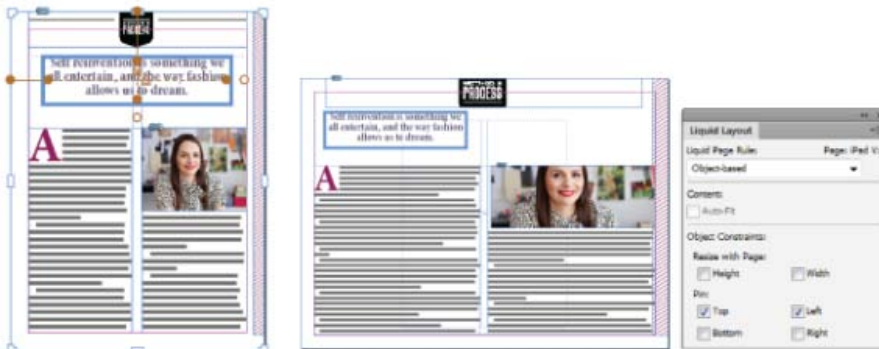 PROCESS
Self reinvention is something we
all entertain, and the way fashion
allows us to dream.
A
PROCESS
Self reinvention is something we
all entertain, and the way fashion
allows us to dream.
A
Liquid Layout
Liquid Page Rule:
Page: iPad V
Object-based
Content:
Auto-Fit
Object Constraints:
Resize with Page:
Height
Width
Pin:
Top
Left
Bottom
Right